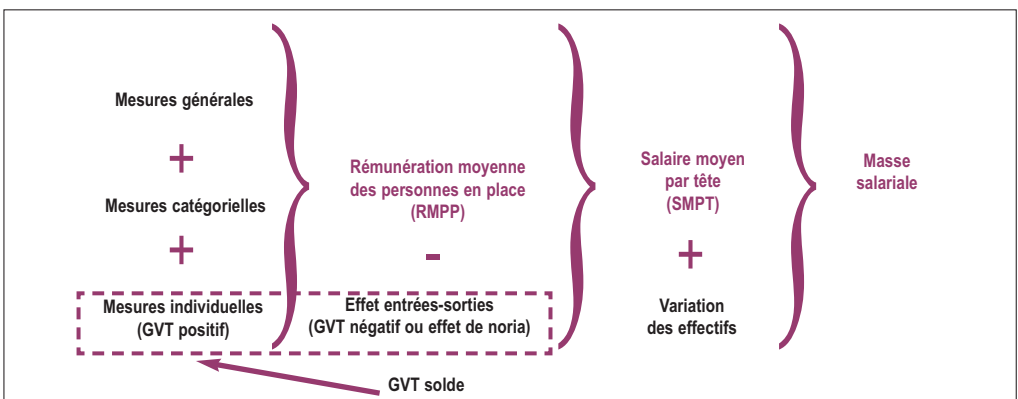 Mesures générales
+
Mesures catégorielles
+
Mesures individuelles
(GVT positif)
Rémunération moyenne
des personnes en place
(RMPP)
-
Effet entrées-sorties
(GVT négatif ou effet de noria)
Salaire moyen
par tête
(SMPT)
+
Variation
des effectifs
Masse
salariale
GVT solde